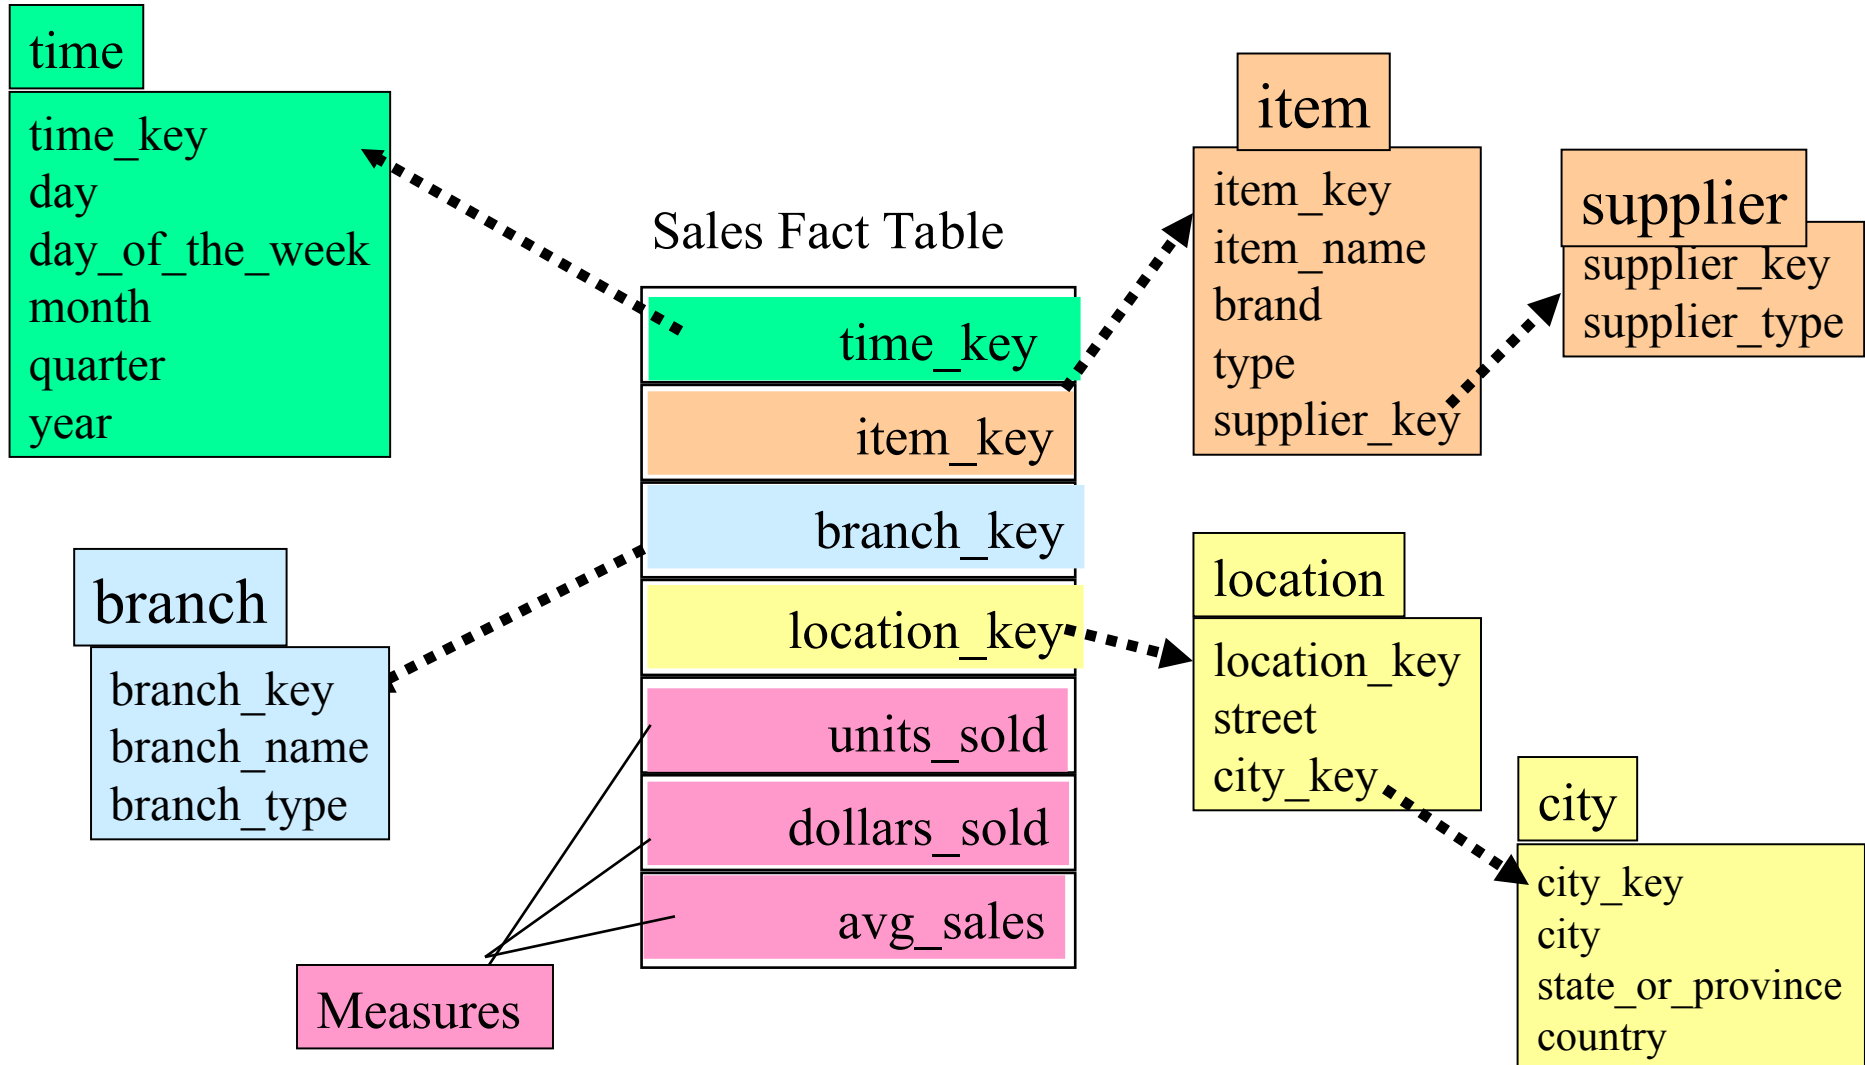 time
time_key
day
day_of_the_week
month
quarter
year
branch
branch_key
branch_name
branch_type
Sales Fact Table
time_key
item_key
branch_key
location_key
units_sold
dollars_sold
avg_sales
Measures
item
item_key
item_name
brand
type
supplier_key
supplier
supplier_key
supplier_type
location
location_key
street
city_key
city
city_key
city
state_or_province
country